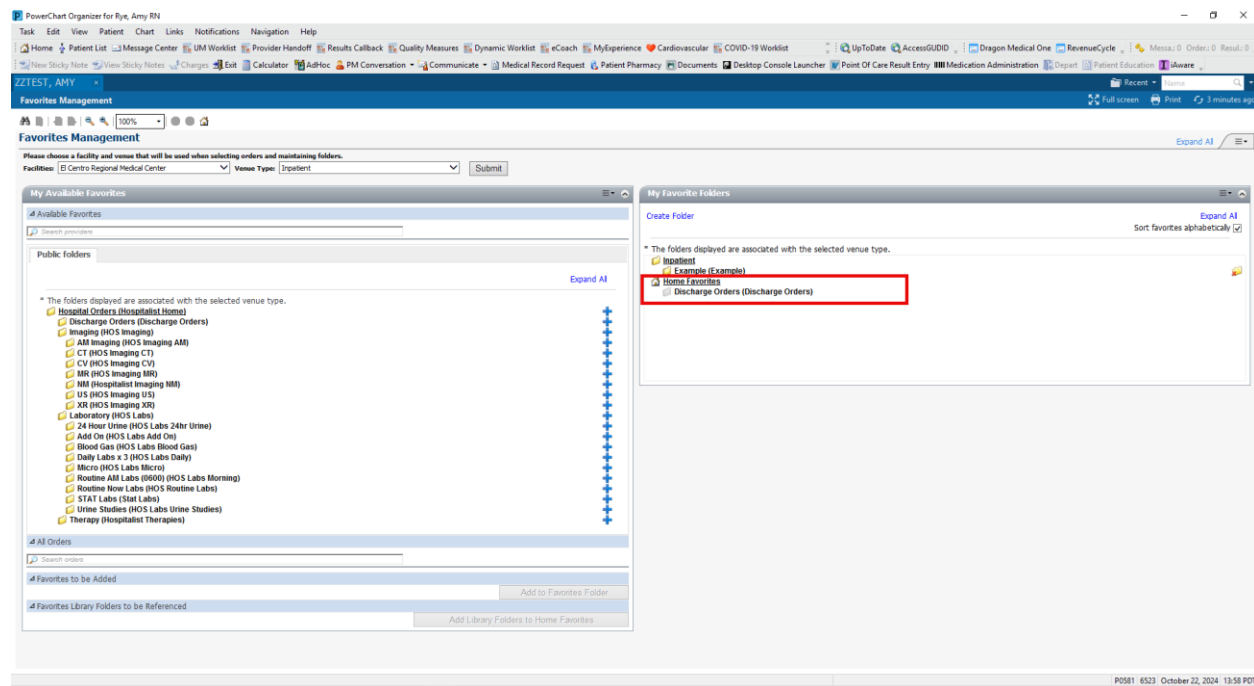 PowerChart Organizer for Rye, Amy RN
Task Edit View Patient Chart Links Notifications Navigation Help
Home Patient List Message Center UM Worklist Provider Handoff Results Callback Quality Measures Dynamic Worklist eCoach MyExperience Cardiovascular COVID-19 Worklist UpToDate AccessGUDID Dragon Medical One RevenueCycle Messa.: 0 Order.: 0 Resul.: 0
New Sticky Note View Sticky Notes Charges Exit Calculator AdHoc PM Conversation Communicate Medical Record Request Patient Pharmacy Documents Desktop Console Launcher Point Of Care Result Entry Medication Administration Depart Patient Education iAware
ZZTEST, AMY × Recent Name
Favorites Management Full screen Print 3 minutes ago
100%
Favorites Management Expand All
Please choose a facility and venue that will be used when selecting orders and maintaining folders.
Facilities: El Centro Regional Medical Center Venue Type: Inpatient Submit
My Available Favorites
Available Favorites
Search providers
Public folders
Expand All
* The folders displayed are associated with the selected venue type.
Hospital Orders (Hospitalist Home)
Discharge Orders (Discharge Orders)
Imaging (HOS Imaging)
AM Imaging (HOS Imaging AM)
CT (HOS Imaging CT)
CV (HOS Imaging CV)
MR (HOS Imaging MR)
NM (Hospitalist Imaging NM)
US (HOS Imaging US)
XR (HOS Imaging XR)
Laboratory (HOS Labs)
24 Hour Urine (HOS Labs 24hr Urine)
Add On (HOS Labs Add On)
Blood Gas (HOS Labs Blood Gas)
Daily Labs x 3 (HOS Labs Daily)
Micro (HOS Labs Micro)
Routine AM Labs (0600) (HOS Labs Morning)
Routine Now Labs (HOS Routine Labs)
STAT Labs (Stat Labs)
Urine Studies (HOS Labs Urine Studies)
Therapy (Hospitalist Therapies)
All Orders
Search orders
Favorites to be Added
Add to Favorites Folder
Favorites Library Folders to be Referenced
Add Library Folders to Home Favorites
My Favorite Folders
Create Folder Expand All
Sort favorites alphabetically
* The folders displayed are associated with the selected venue type.
Inpatient
Example (Example)
Home Favorites
Discharge Orders (Discharge Orders)
P0581 6523 October 22, 2024 13:58 PDT